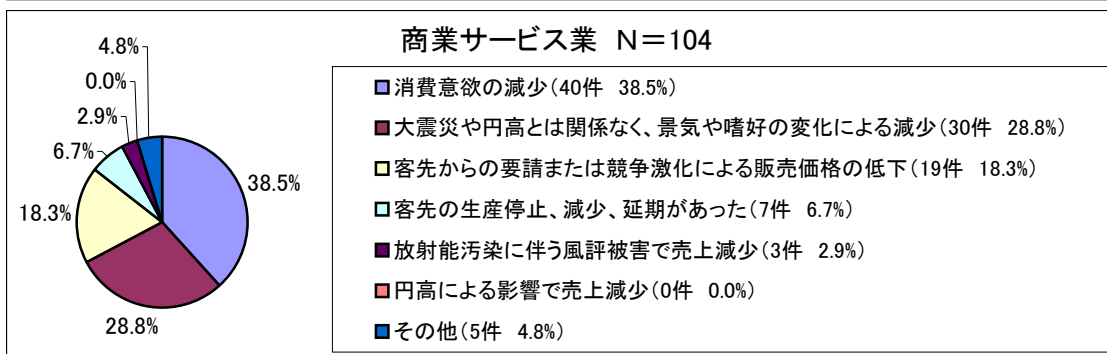 商業サービス業 N＝104
4.8%
0.0%
2.9%
6.7%
18.3%
28.8%
38.5%
消費意欲の減少（40件 38.5%）
大震災や円高とは関係なく、景気や嗜好の変化による減少（30件 28.8%）
客先からの要請または競争激化による販売価格の低下（19件 18.3%）
客先の生産停止、減少、延期があった（7件 6.7%）
放射能汚染に伴う風評被害で売上減少（3件 2.9%）
円高による影響で売上減少（0件 0.0%）
その他（5件 4.8%）